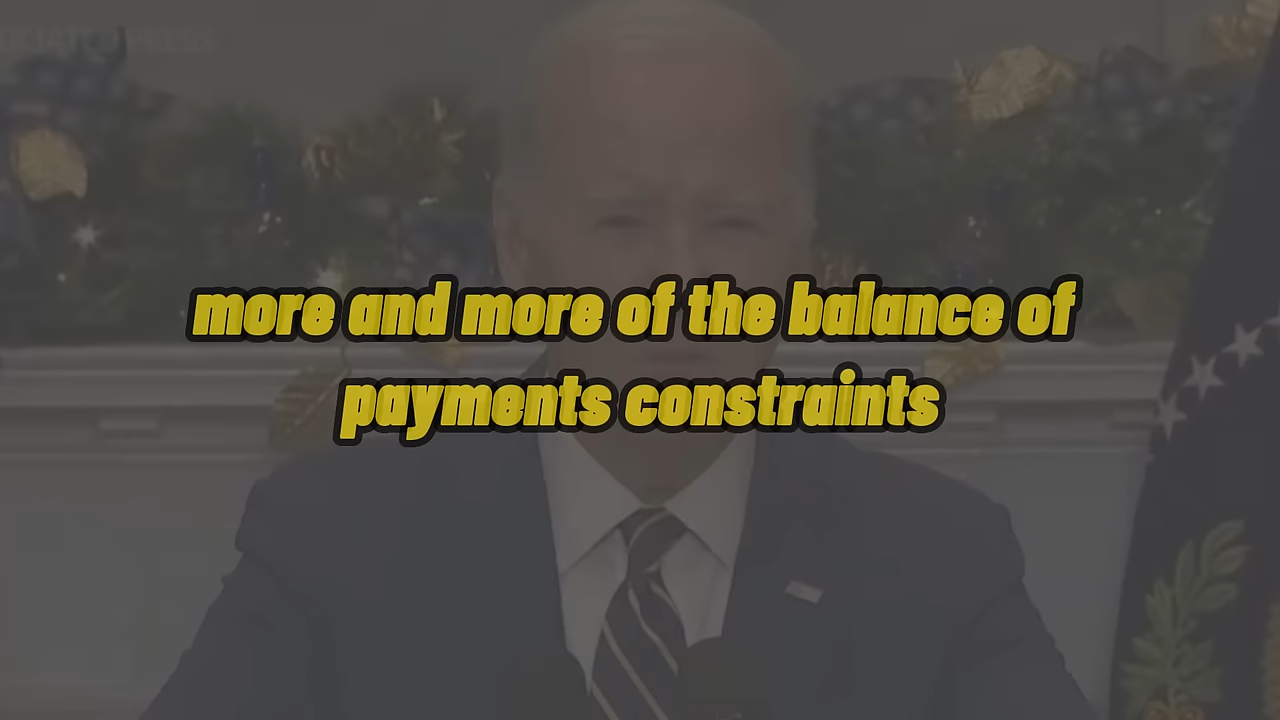 more and more of the balance of
payments constraints